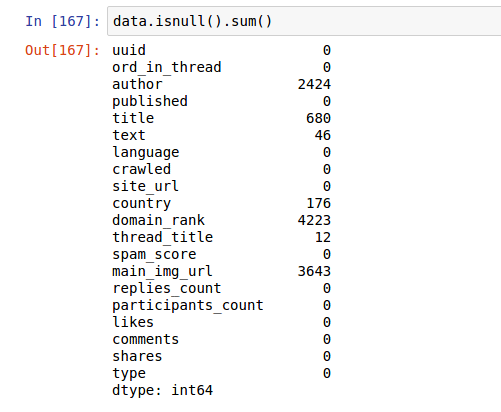 In [167]: data.isnull().sum()
Out[167]: uuid 0
ord_in_thread 0
author 2424
published 0
title 680
text 46
language 0
crawled 0
site_url 0
country 176
domain_rank 4223
thread_title 12
spam_score 0
main_img_url 3643
replies_count 0
participants_count 0
likes 0
comments 0
shares 0
type 0
dtype: int64